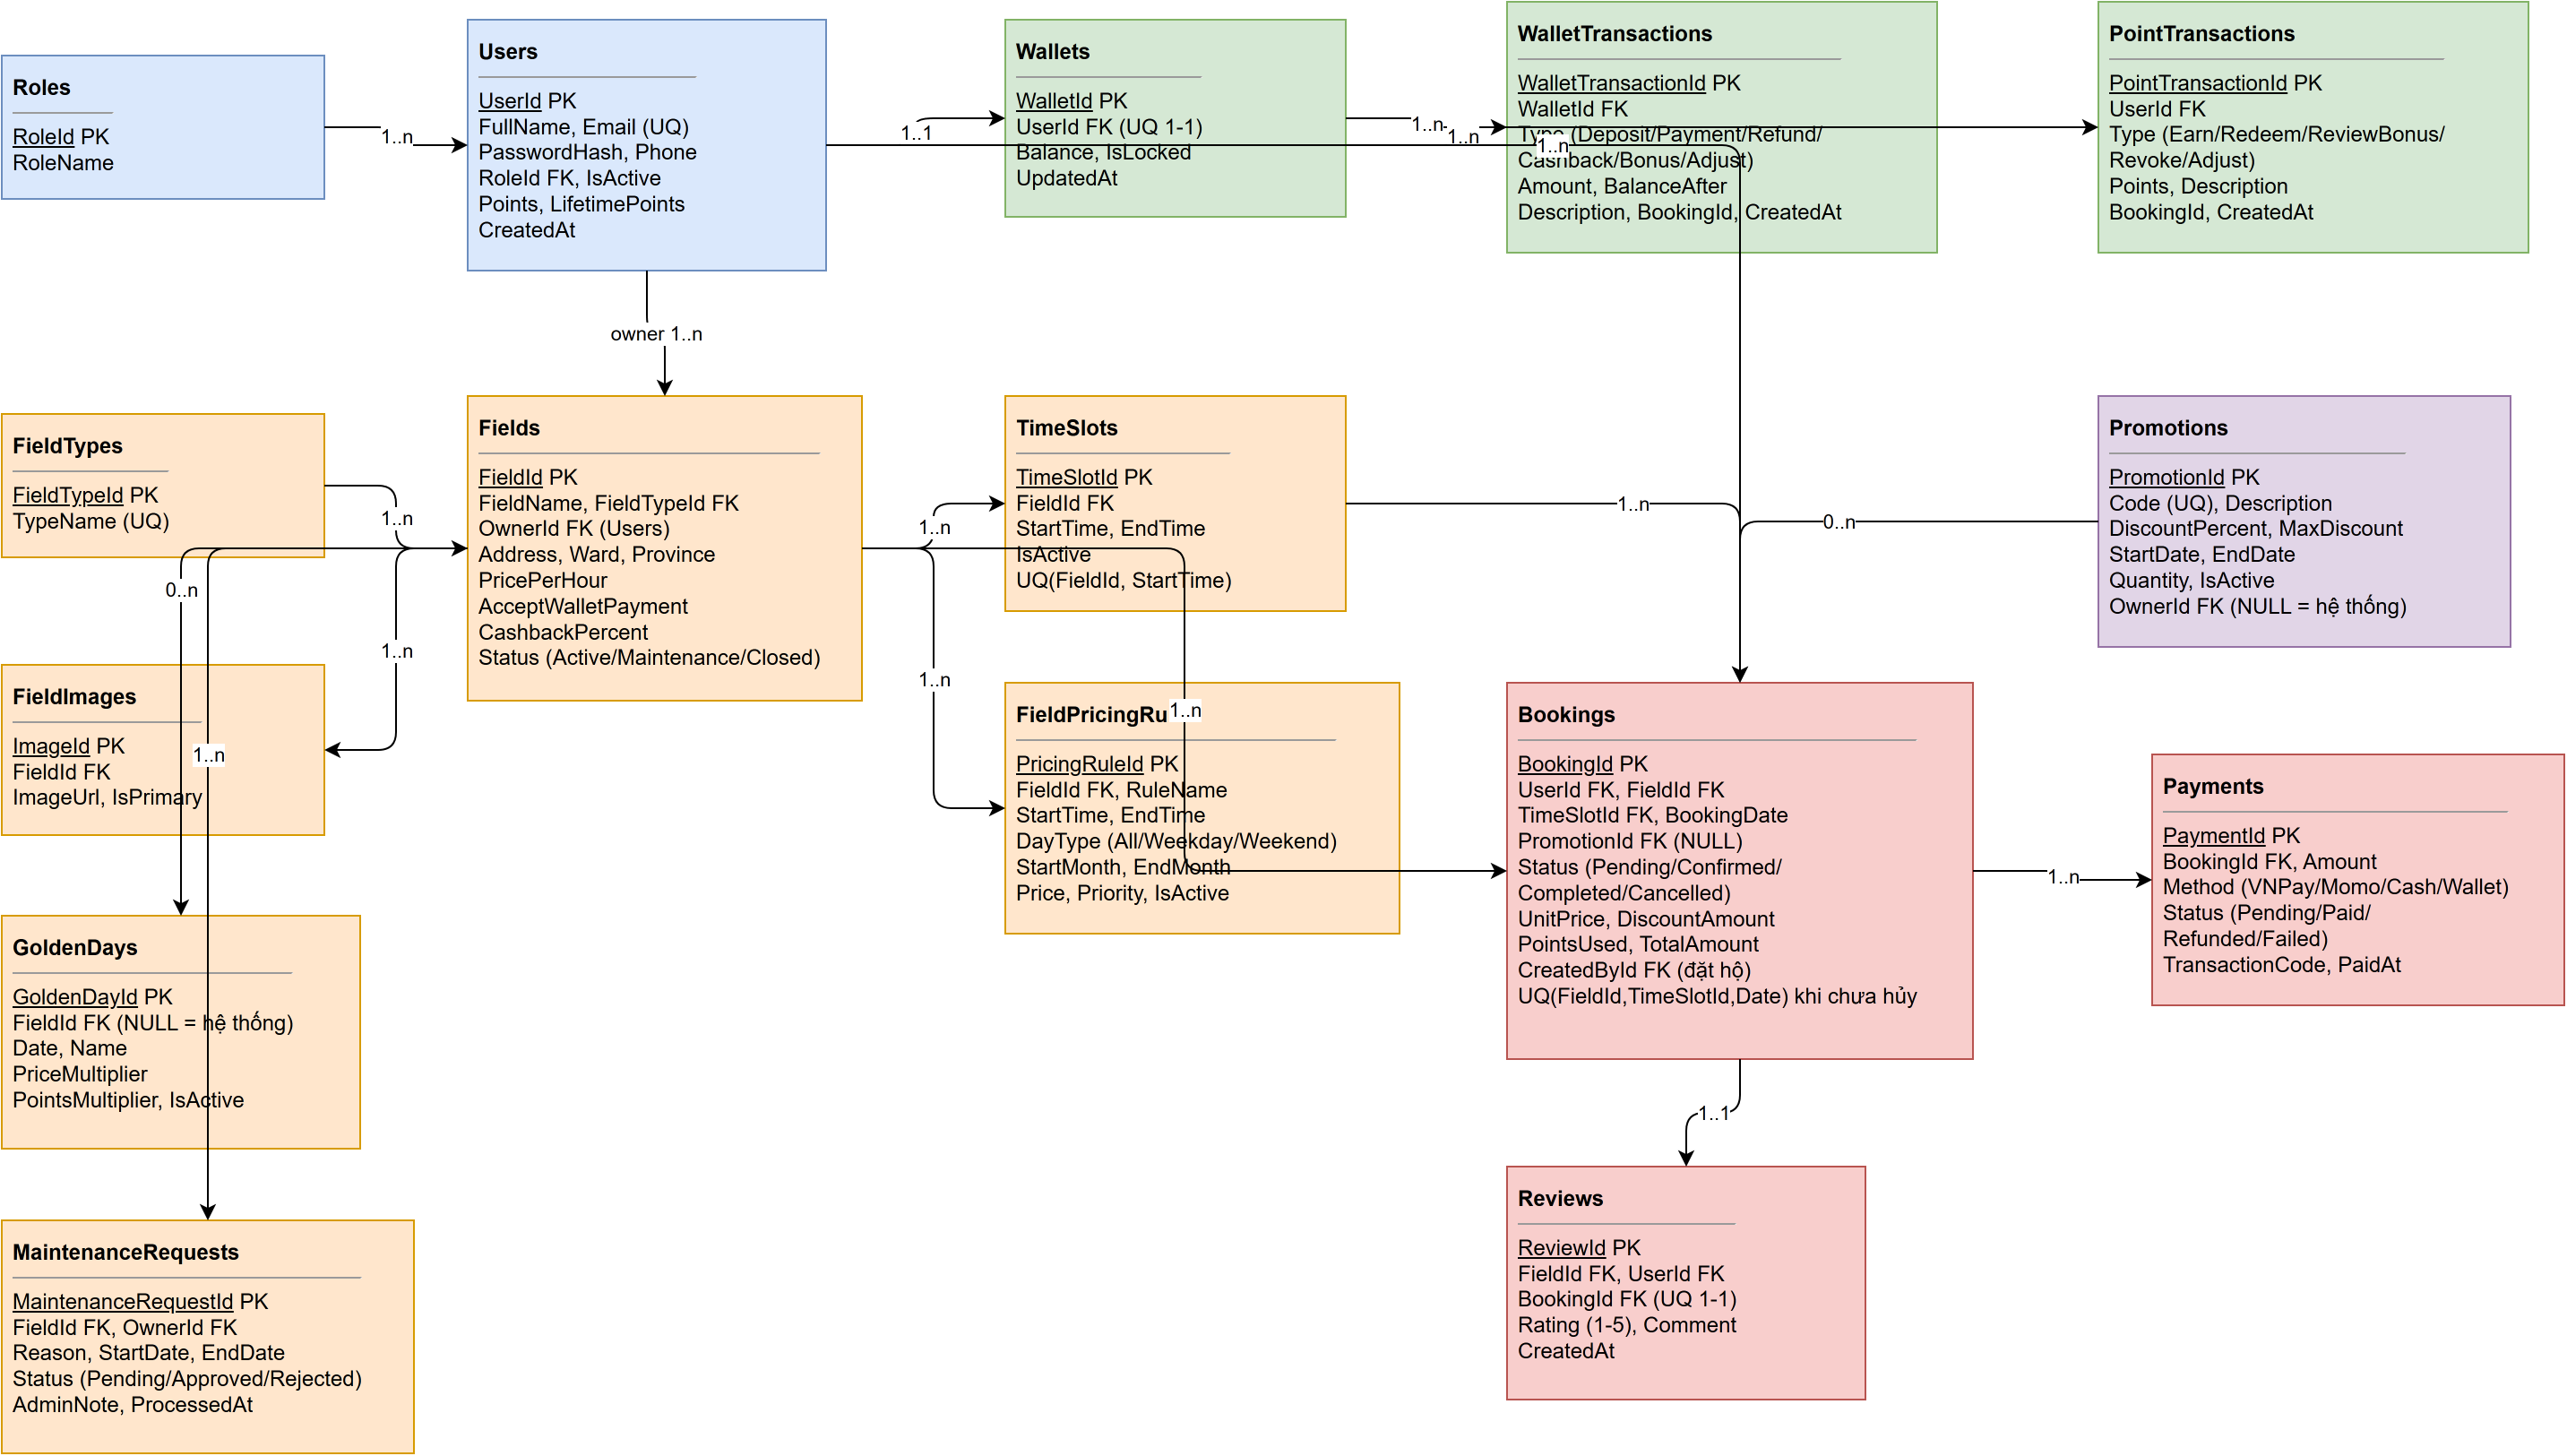 Roles
RoleId PK
RoleName
1..n
Users
UserId PK
FullName, Email (UQ)
PasswordHash, Phone
RoleId FK, IsActive
Points, LifetimePoints
CreatedAt
1..1
Wallets
WalletId PK
UserId FK (UQ 1-1)
Balance, IsLocked
UpdatedAt
1..n
1..n
WalletTransactions
WalletTransactionId PK
WalletId FK
Type (Deposit/Payment/Refund/
Cashback/Bonus/Adjust)
Amount, BalanceAfter
Description, BookingId, CreatedAt
1..n
PointTransactions
PointTransactionId PK
UserId FK
Type (Earn/Redeem/ReviewBonus/
Revoke/Adjust)
Points, Description
BookingId, CreatedAt
owner 1..n
FieldTypes
FieldTypeId PK
TypeName (UQ)
1..n
0..n
1..n
1..n
Fields
FieldId PK
FieldName, FieldTypeId FK
OwnerId FK (Users)
Address, Ward, Province
PricePerHour
AcceptWalletPayment
CashbackPercent
Status (Active/Maintenance/Closed)
1..n
1..n
TimeSlots
TimeSlotId PK
FieldId FK
StartTime, EndTime
IsActive
UQ(FieldId, StartTime)
1..n
0..n
Promotions
PromotionId PK
Code (UQ), Description
DiscountPercent, MaxDiscount
StartDate, EndDate
Quantity, IsActive
OwnerId FK (NULL = hệ thống)
FieldImages
ImageId PK
FieldId FK
ImageUrl, IsPrimary
FieldPricingRu
1..n
PricingRuleId PK
FieldId FK, RuleName
StartTime, EndTime
DayType (All/Weekday/Weekend)
StartMonth, EndMonth
Price, Priority, IsActive
Bookings
BookingId PK
UserId FK, FieldId FK
TimeSlotId FK, BookingDate
PromotionId FK (NULL)
Status (Pending/Confirmed/
Completed/Cancelled)
UnitPrice, DiscountAmount
PointsUsed, TotalAmount
CreatedById FK (đặt hộ)
UQ(FieldId,TimeSlotId,Date) khi chưa hủy
1..n
Payments
PaymentId PK
BookingId FK, Amount
Method (VNPay/Momo/Cash/Wallet)
Status (Pending/Paid/
Refunded/Failed)
TransactionCode, PaidAt
GoldenDays
GoldenDayId PK
FieldId FK (NULL = hệ thống)
Date, Name
PriceMultiplier
PointsMultiplier, IsActive
1..1
Reviews
ReviewId PK
FieldId FK, UserId FK
BookingId FK (UQ 1-1)
Rating (1-5), Comment
CreatedAt
MaintenanceRequests
MaintenanceRequestId PK
FieldId FK, OwnerId FK
Reason, StartDate, EndDate
Status (Pending/Approved/Rejected)
AdminNote, ProcessedAt